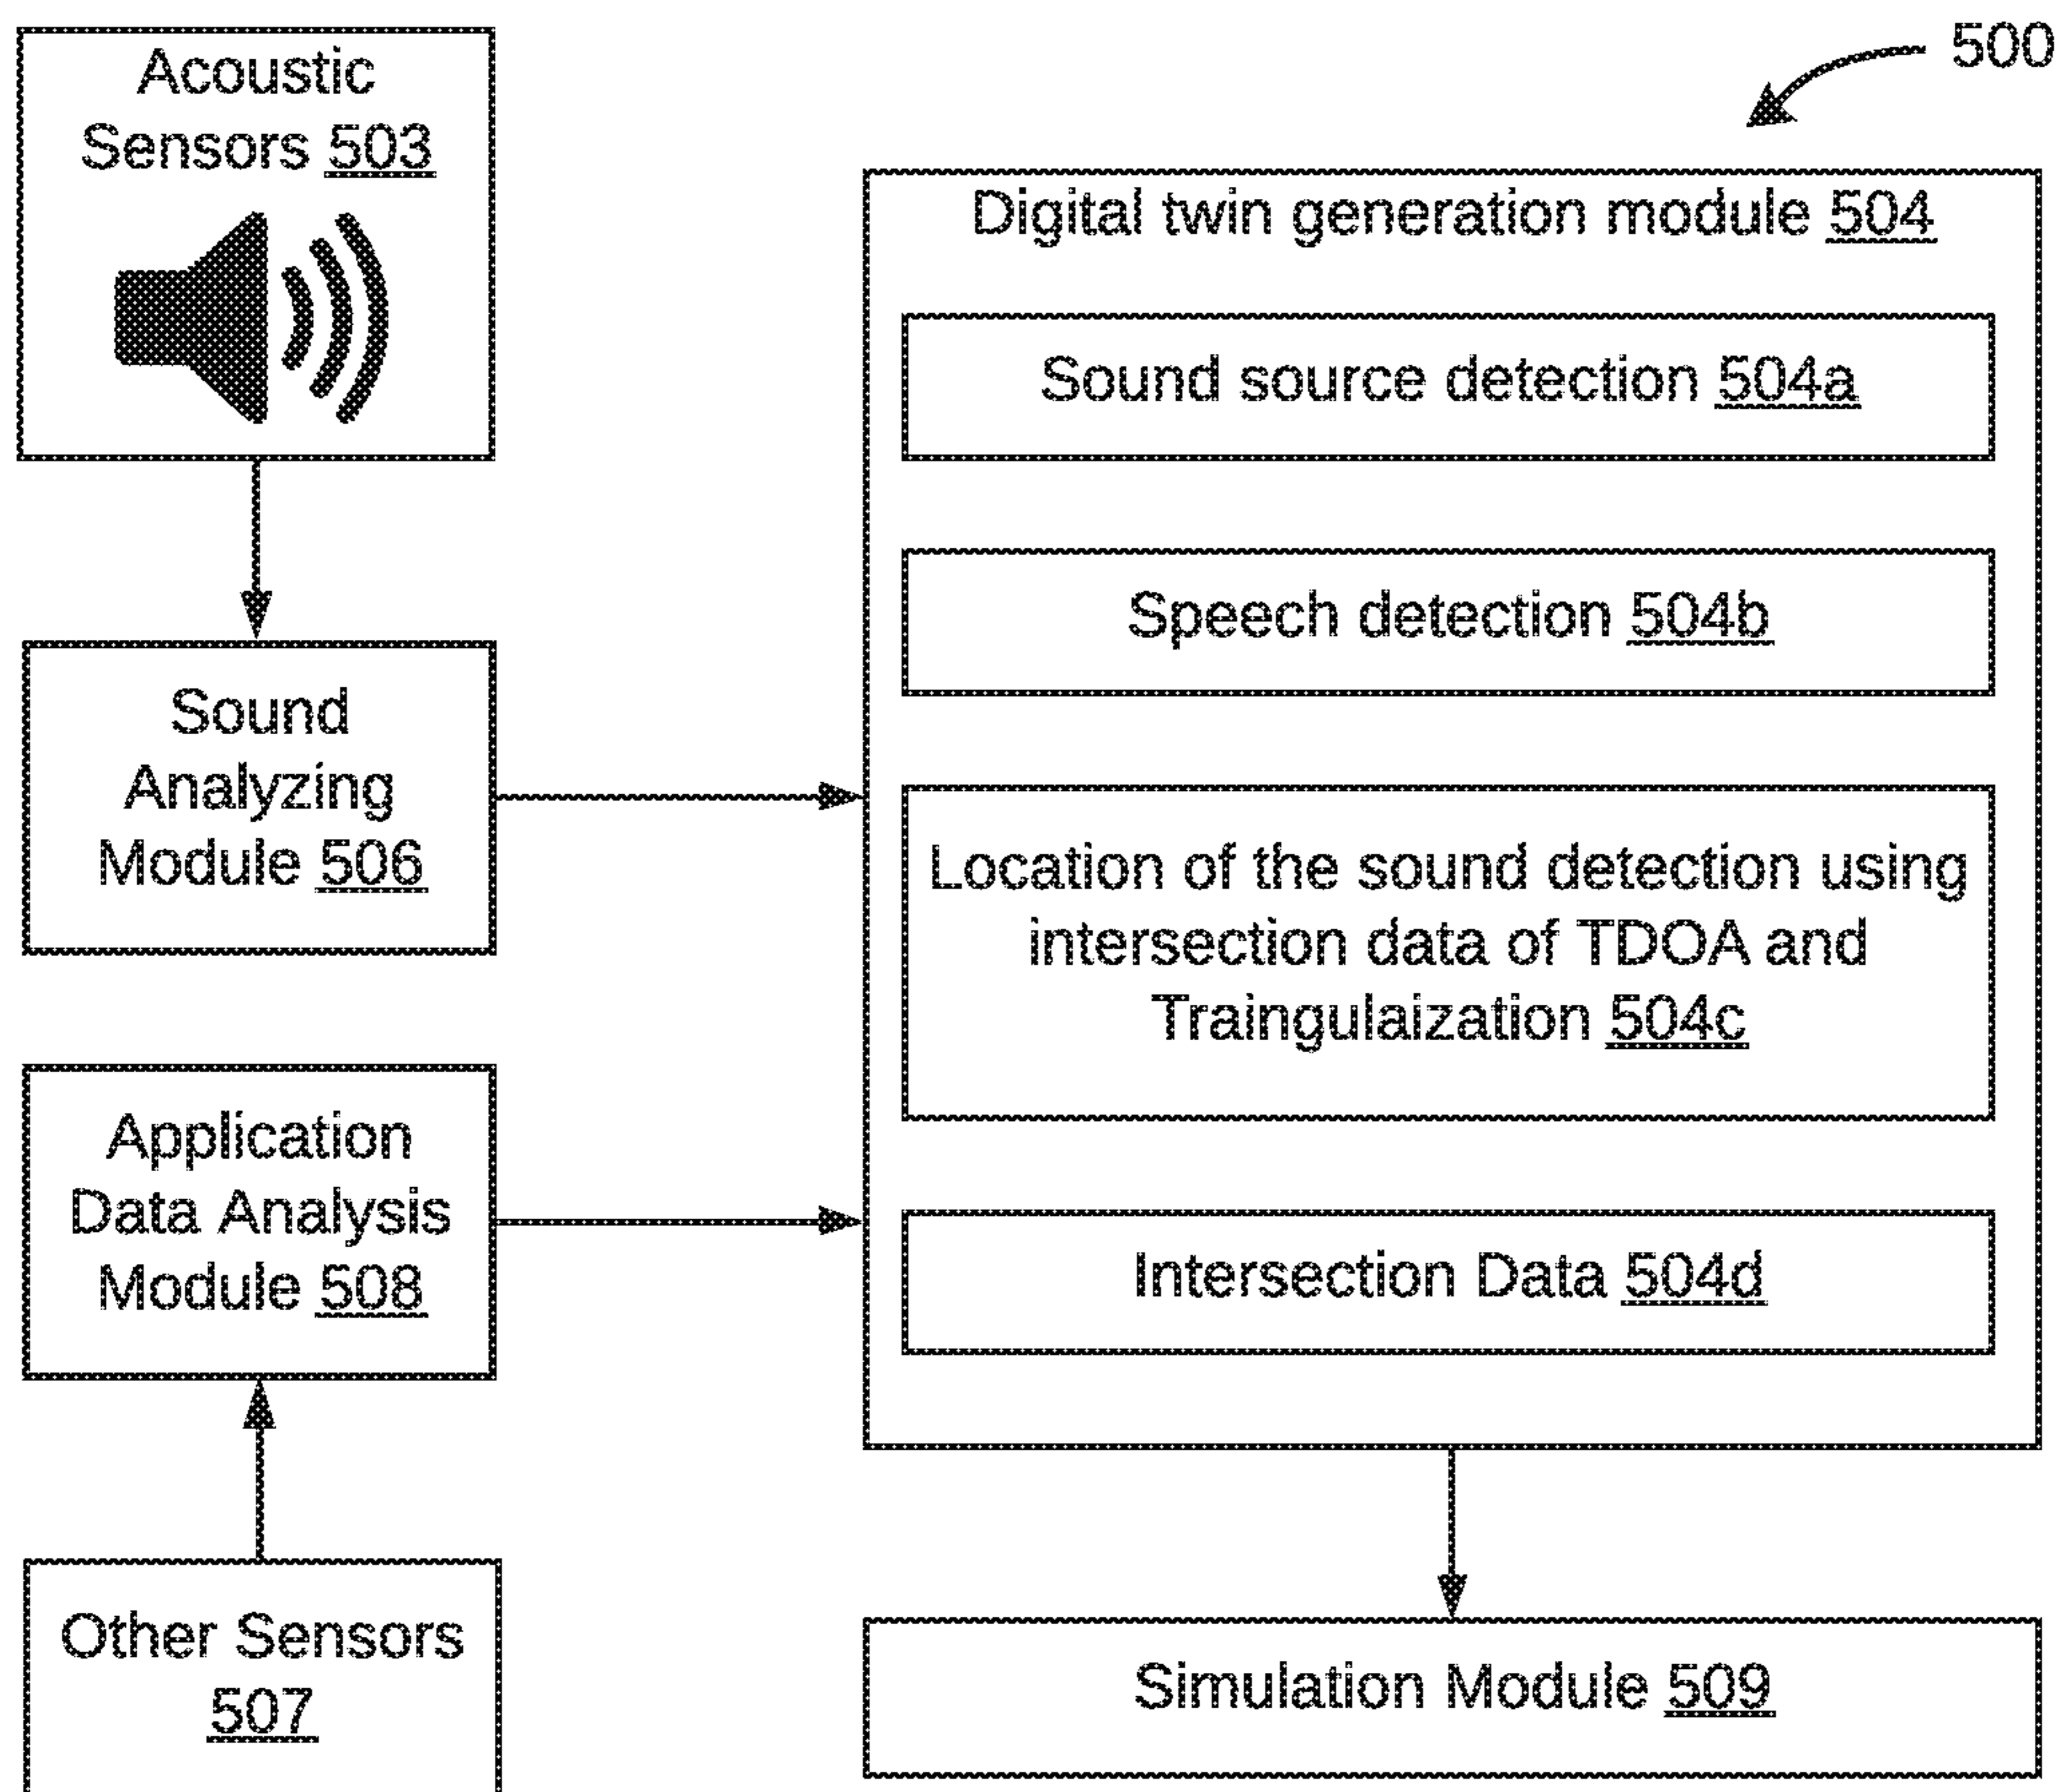 Acoustic
Sensors 503
500
Digital twin generation module 504
Sound source detection 504a
Speech detection 504b
Sound
Analyzing
Module 506
Location of the sound detection using
intersection data of TDOA and
Traingulaization 504c
Application
Data Analysis
Module 508
Intersection Data 504d
Other Sensors
507
Simulation Module 509